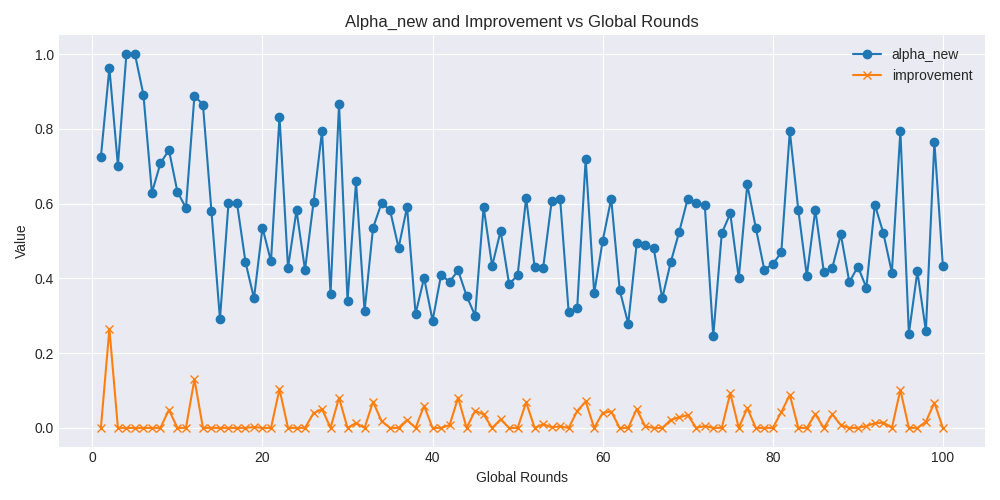 Alpha_new and Improvement vs Global Rounds
alpha_new
improvement
Value
1.0
0.8
0.6
0.4
0.2
0.0
0
20
40
60
80
100
Global Rounds